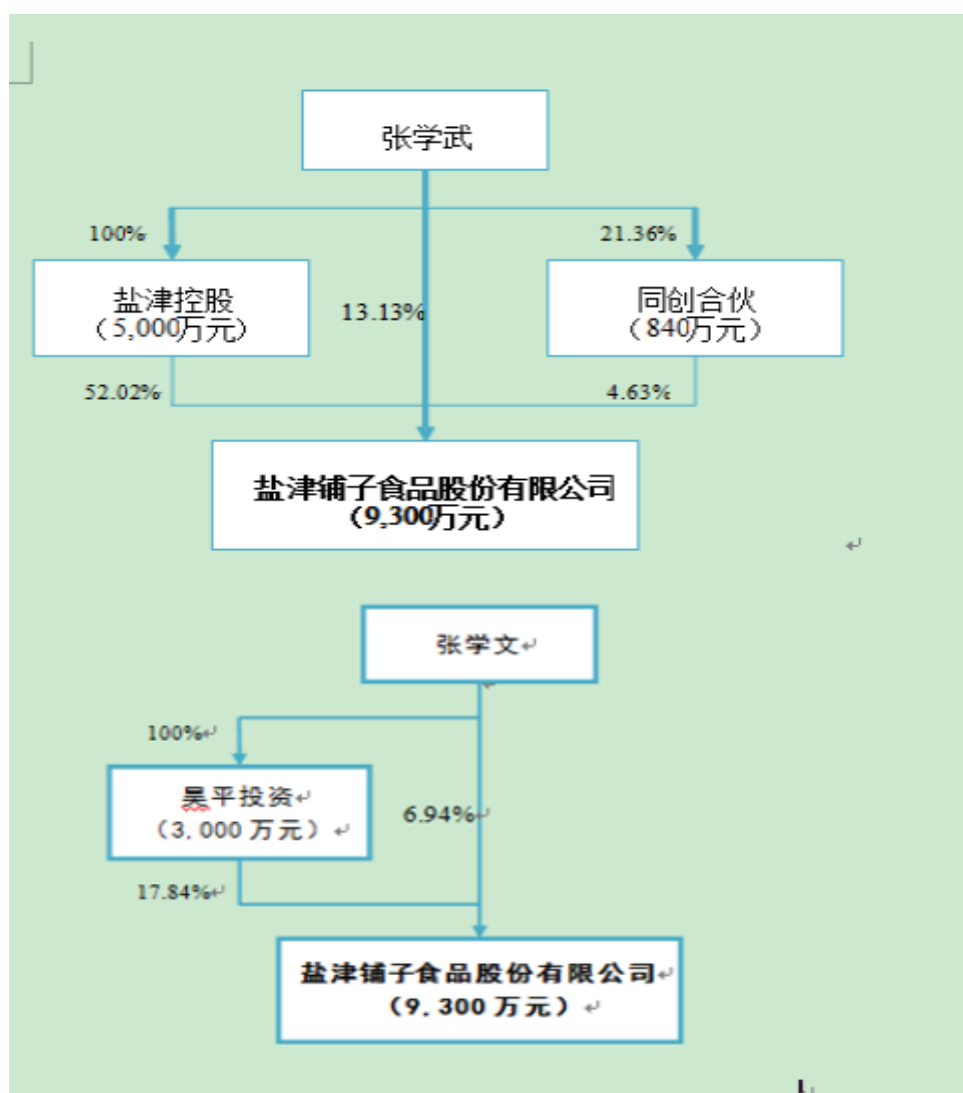 张学武
100%
21.36%
盐津控股
（5,000万元）
13.13%
同创合伙
（840万元）
52.02%
4.63%
盐津铺子食品股份有限公司
（9,300万元）
张学文
100%
昊平投资
（3,000万元）
6.94%
17.84%
盐津铺子食品股份有限公司
（9,300万元）